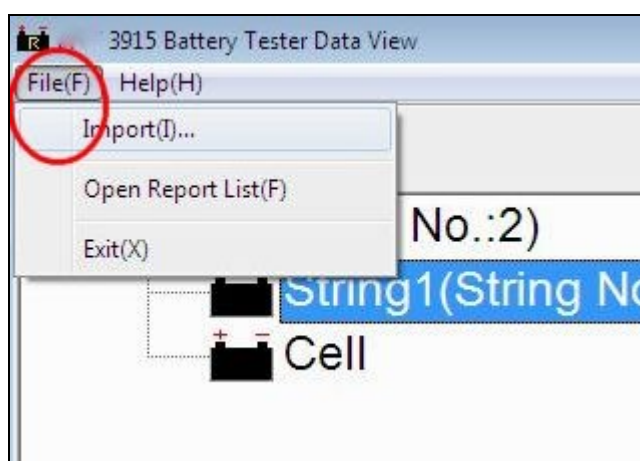 3915 Battery Tester Data View
File(F) Help(H)
Import(I)...
Open Report List(F)
No.:2)
Exit(X)
String1(String No
Cell